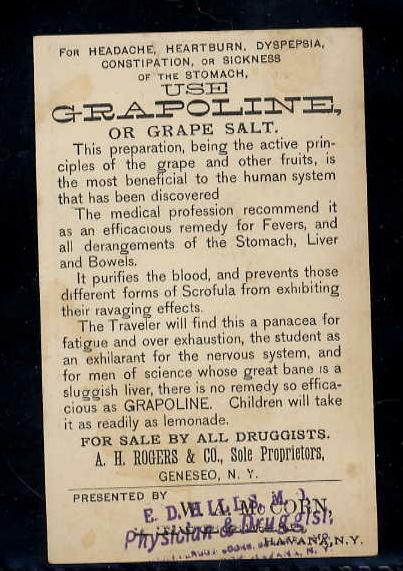 FOR HEADACHE, HEARTBURN, DYSPEPSIA,
CONSTIPATION, OR SICKNESS
OF THE STOMACH,
USE
GRAPOLINE,
OR GRAPE SALT.
This preparation, being the active prin-
ciples of the grape and other fruits, is
the most beneficial to the human system
that has been discovered
The medical profession recommend it
as an efficacious remedy for Fevers, and
all derangements of the Stomach, Liver
and Bowels.
It purifies the blood, and prevents those
different forms of Scrofula from exhibiting
their ravaging effects.
The Traveler will find this a panacea for
fatigue and over exhaustion, the student as
an exhilarant for the nervous system, and
for men of science whose great bane is a
sluggish liver, there is no remedy so effica-
cious as GRAPOLINE. Children will take
it as readily as lemonade.
FOR SALE BY ALL DRUGGISTS.
A. H. ROGERS & CO., Sole Proprietors,
GENESEO, N. Y.
PRESENTED BY
McCORN,
E. D. HILLS M. D.
Physician & Druggist,
HAVANA, N.Y.